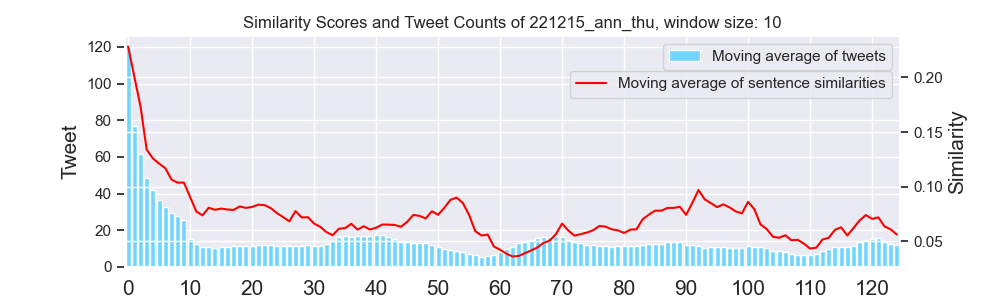 Similarity Scores and Tweet Counts of 221215_ann_thu, window size: 10
Moving average of tweets
Moving average of sentence similarities
Tweet
120
100
80
60
40
20
0
0.20
0.15
0.10
0.05
Similarity
0 10 20 30 40 50 60 70 80 90 100 110 120